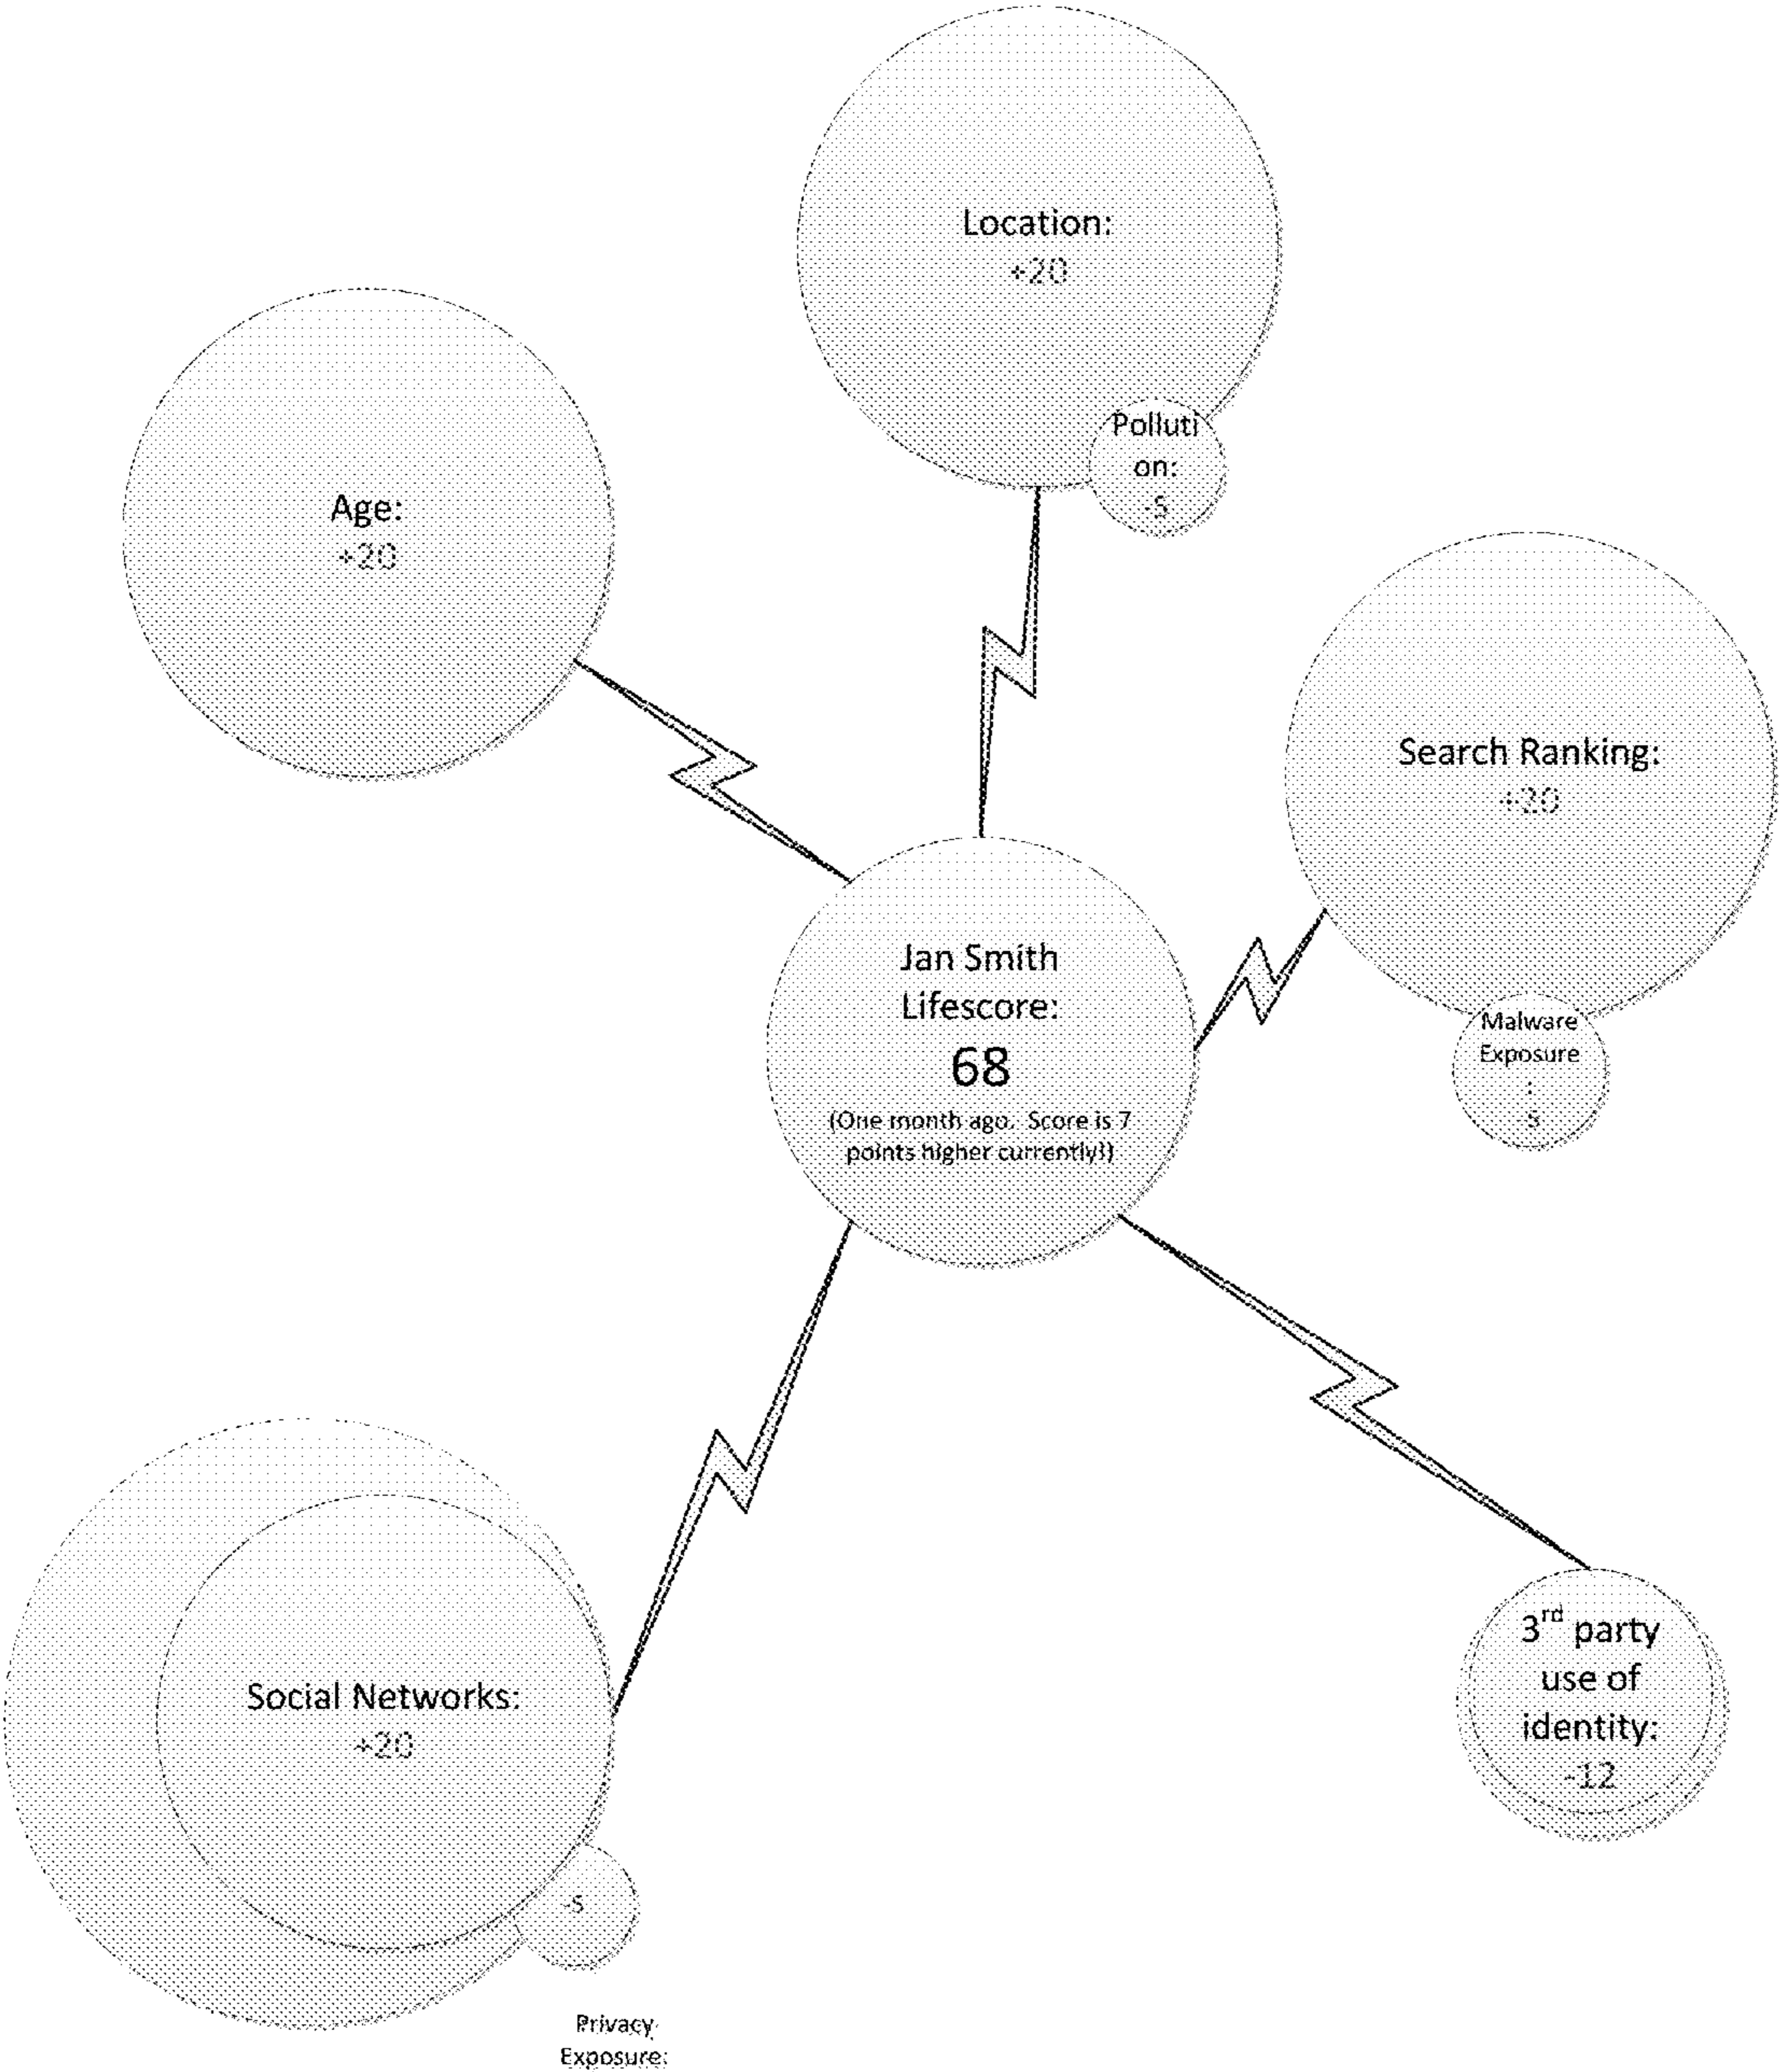 Location:
+20
Polluti
on:
-5
Age:
+20
Search Ranking:
+20
Malware
Exposure
:
5
Jan Smith
Lifescore:
68
(One month ago. Score is 7
points higher currently!)
Social Networks:
+20
-5
Privacy
Exposure:
3rd party
use of
identity:
-12